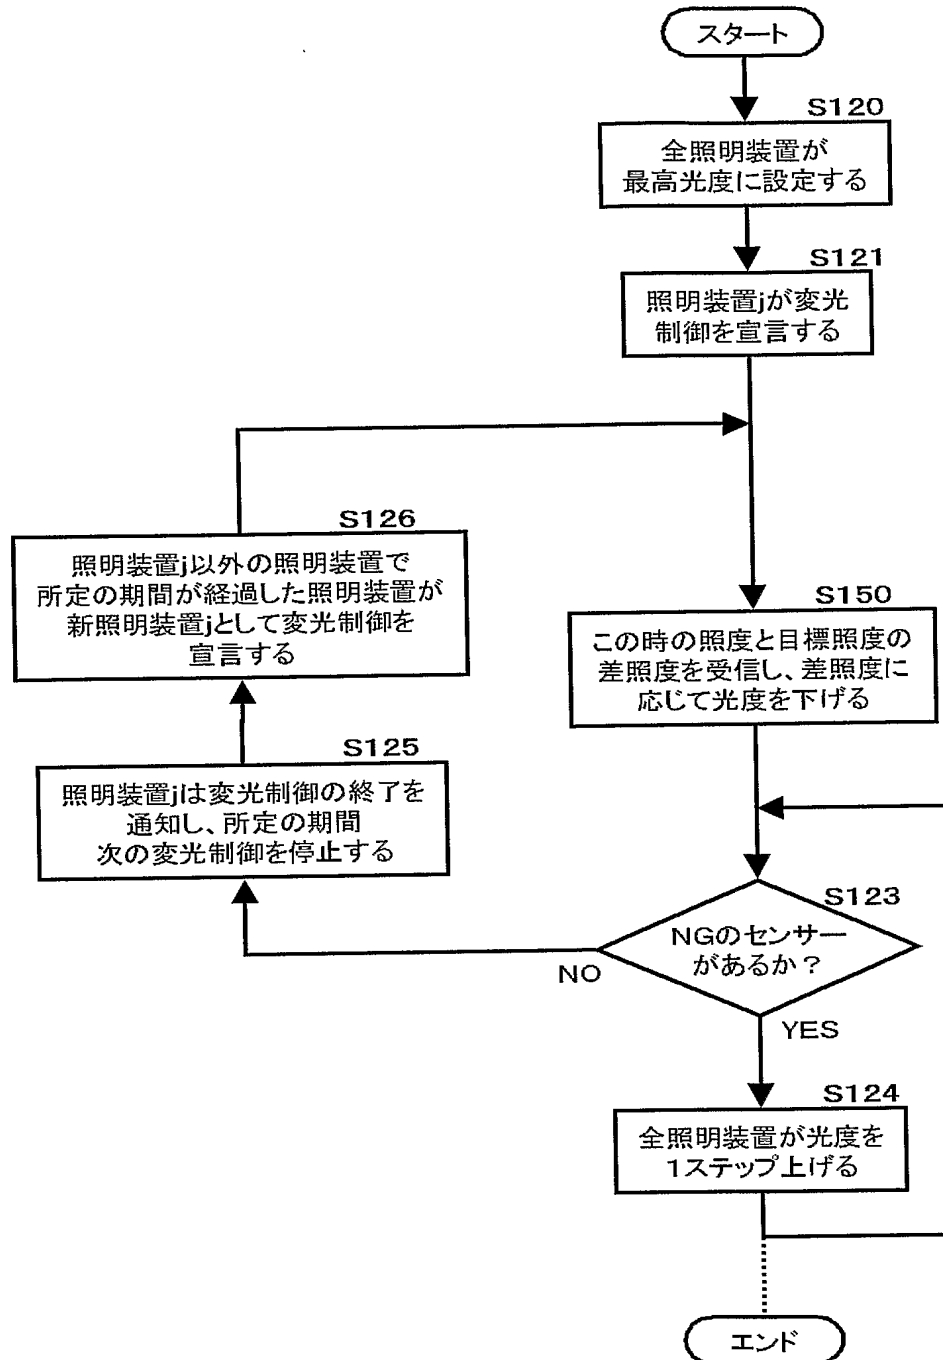 スタート
S120
全照明装置が
最高光度に設定する
S121
照明装置jが変光
制御を宣言する
S126
照明装置j以外の照明装置で
所定の期間が経過した照明装置が
新照明装置jとして変光制御を
宣言する
S150
この時の照度と目標照度の
差照度を受信し、差照度に
応じて光度を下げる
S125
照明装置jは変光制御の終了を
通知し、所定の期間
次の変光制御を停止する
S123
NGのセンサー
があるか？
NO
YES
S124
全照明装置が光度を
1ステップ上げる
エンド